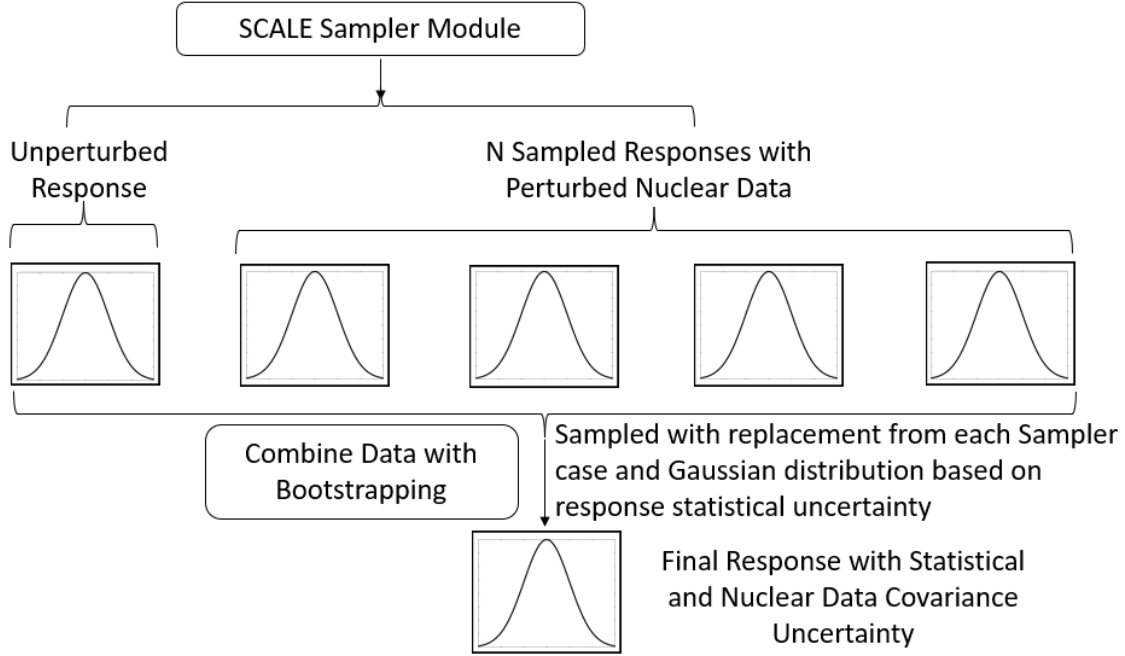 SCALE Sampler Module
Unperturbed
Response
N Sampled Responses with
Perturbed Nuclear Data
Combine Data with
Bootstrapping
Sampled with replacement from each Sampler
case and Gaussian distribution based on
response statistical uncertainty
Final Response with Statistical
and Nuclear Data Covariance
Uncertainty